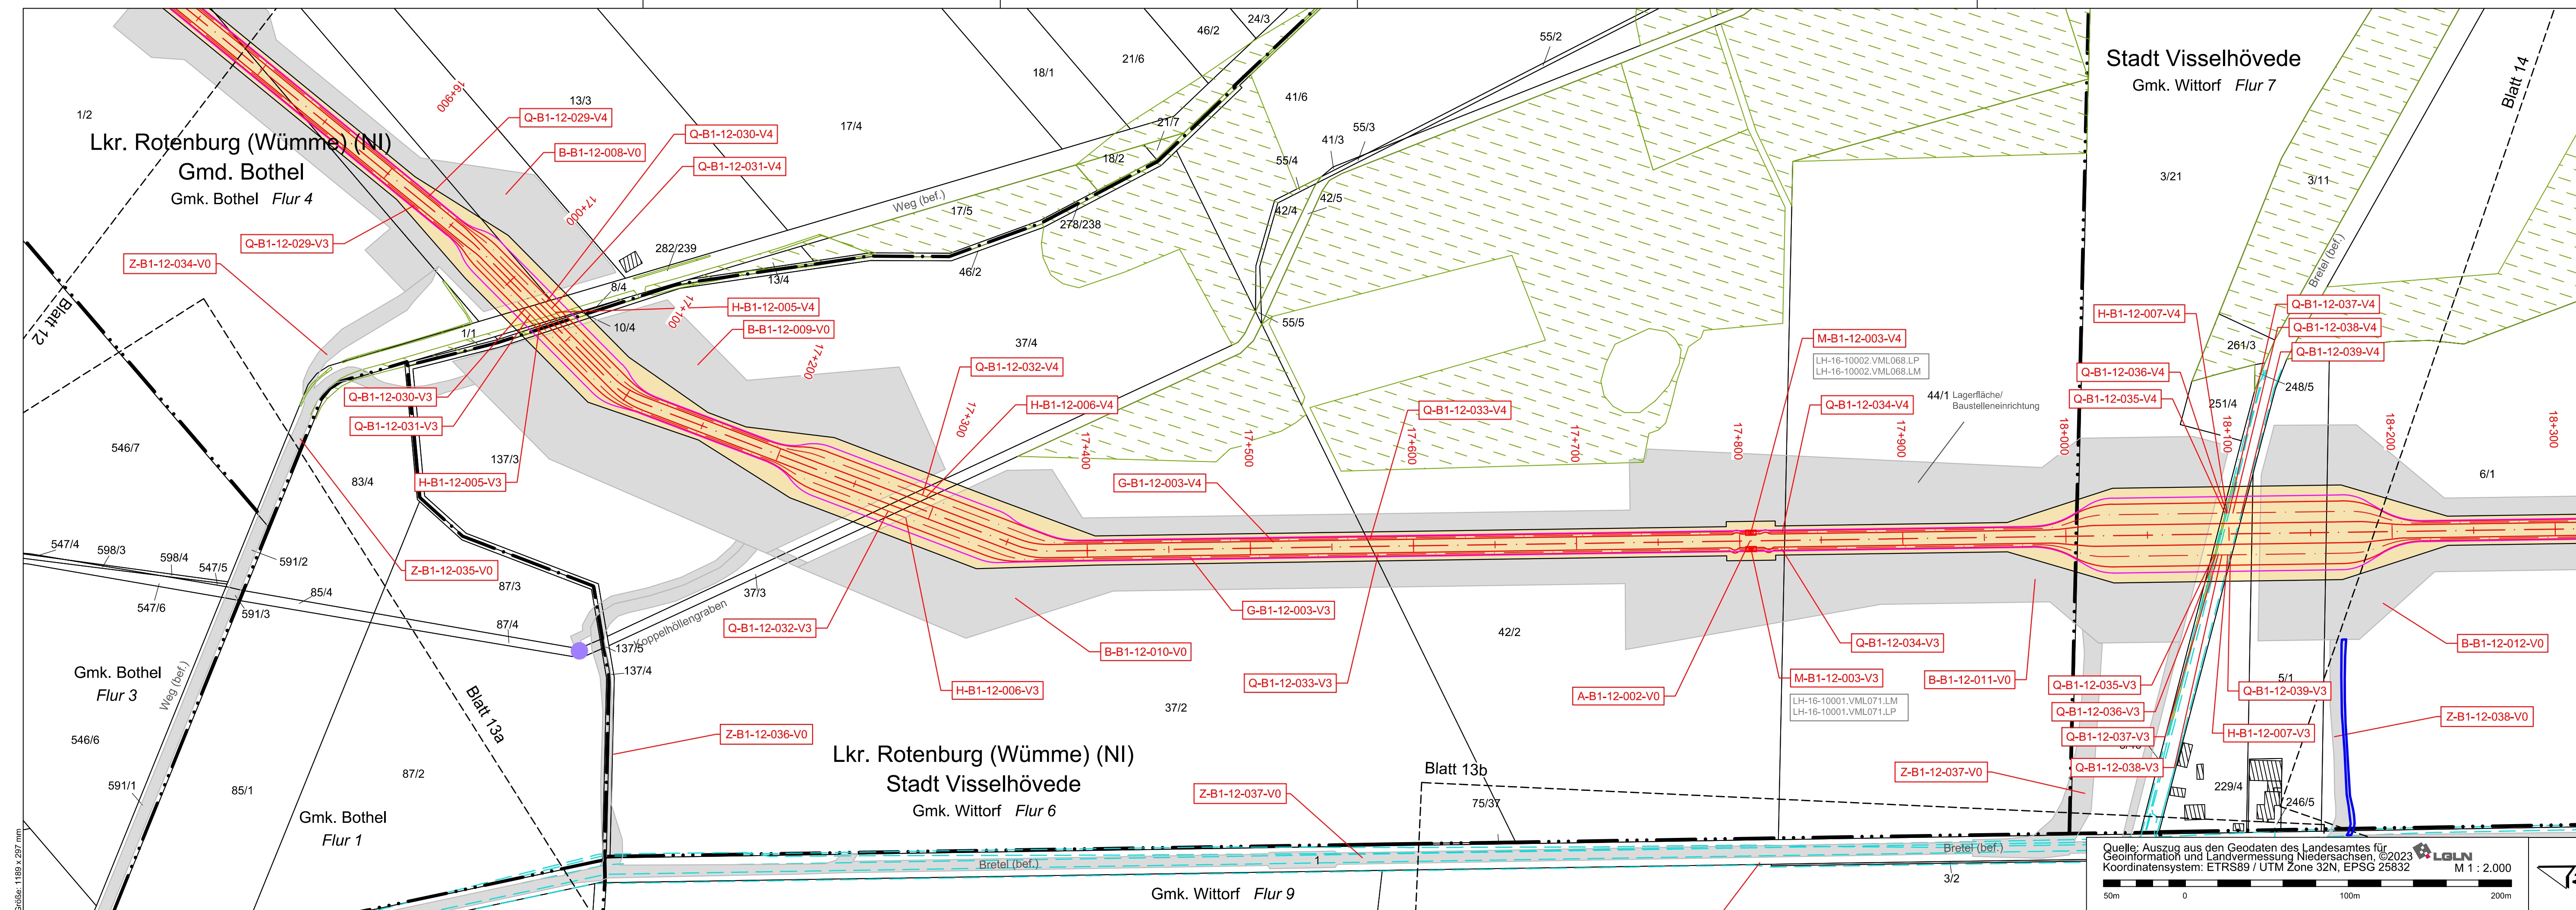 Stadt Visselhövede
Gmk. Wittorf Flur 7
Blatt 14
24/3
46/2
55/2
21/6
18/1
41/6
13/3
1/2
17/4
21/7
41/3
55/3
18/2
55/4
16+900
Q-B1-12-029-V4
Q-B1-12-030-V4
B-B1-12-008-V0
Q-B1-12-031-V4
Lkr. Rotenburg (Wümme) (NI)
Gmd. Bothel
Gmk. Bothel Flur 4
17+000
Weg (bef.)
17/5
42/4
42/5
278/238
3/21
3/11
Bretel (bef.)
Q-B1-12-029-V3
Z-B1-12-034-V0
282/239
13/4
46/2
8/4
10/4
1/1
Blatt 12
17+100
H-B1-12-005-V4
B-B1-12-009-V0
17+200
37/4
55/5
Q-B1-12-032-V4
17+300
H-B1-12-006-V4
Q-B1-12-030-V3
Q-B1-12-031-V3
H-B1-12-005-V3
137/3
83/4
546/7
M-B1-12-003-V4
LH-16-10002.VML068.LP
LH-16-10002.VML068.LM
Q-B1-12-033-V4
Q-B1-12-034-V4
44/1 Lagerfläche/
Baustelleneinrichtung
H-B1-12-007-V4
Q-B1-12-037-V4
Q-B1-12-038-V4
Q-B1-12-039-V4
Q-B1-12-036-V4
Q-B1-12-035-V4
261/3
248/5
251/4
17+400
17+500
17+600
17+700
17+800
17+900
18+000
18+100
18+200
18+300
G-B1-12-003-V4
6/1
547/4
598/3
598/4
547/5
591/2
547/6
591/3
85/4
Z-B1-12-035-V0
87/3
87/4
37/3
Koppelhöllengraben
137/5
137/4
Q-B1-12-032-V3
B-B1-12-010-V0
H-B1-12-006-V3
G-B1-12-003-V3
Q-B1-12-033-V3
42/2
37/2
A-B1-12-002-V0
Q-B1-12-034-V3
M-B1-12-003-V3
LH-16-10001.VML071.LM
LH-16-10001.VML071.LP
B-B1-12-011-V0
Q-B1-12-035-V3
Q-B1-12-036-V3
Q-B1-12-037-V3
Q-B1-12-038-V3
5/1
Q-B1-12-039-V3
H-B1-12-007-V3
B-B1-12-012-V0
Z-B1-12-038-V0
Gmk. Bothel
Flur 3
Weg (bef.)
546/6
591/1
85/1
87/2
Blatt 13a
Gmk. Bothel
Flur 1
Z-B1-12-036-V0
Lkr. Rotenburg (Wümme) (NI)
Stadt Visselhövede
Gmk. Wittorf Flur 6
Z-B1-12-037-V0
Blatt 13b
75/37
Z-B1-12-037-V0
229/4
246/5
Bretel (bef.)
1
Bretel (bef.)
3/2
Gmk. Wittorf Flur 9
Größe: 1189 x 297 mm
Quelle: Auszug aus den Geodaten des Landesamtes für
Geoinformation und Landvermessung Niedersachsen, ©2023 LGLN
Koordinatensystem: ETRS89 / UTM Zone 32N, EPSG 25832 M 1 : 2.000
50m 0 100m 200m